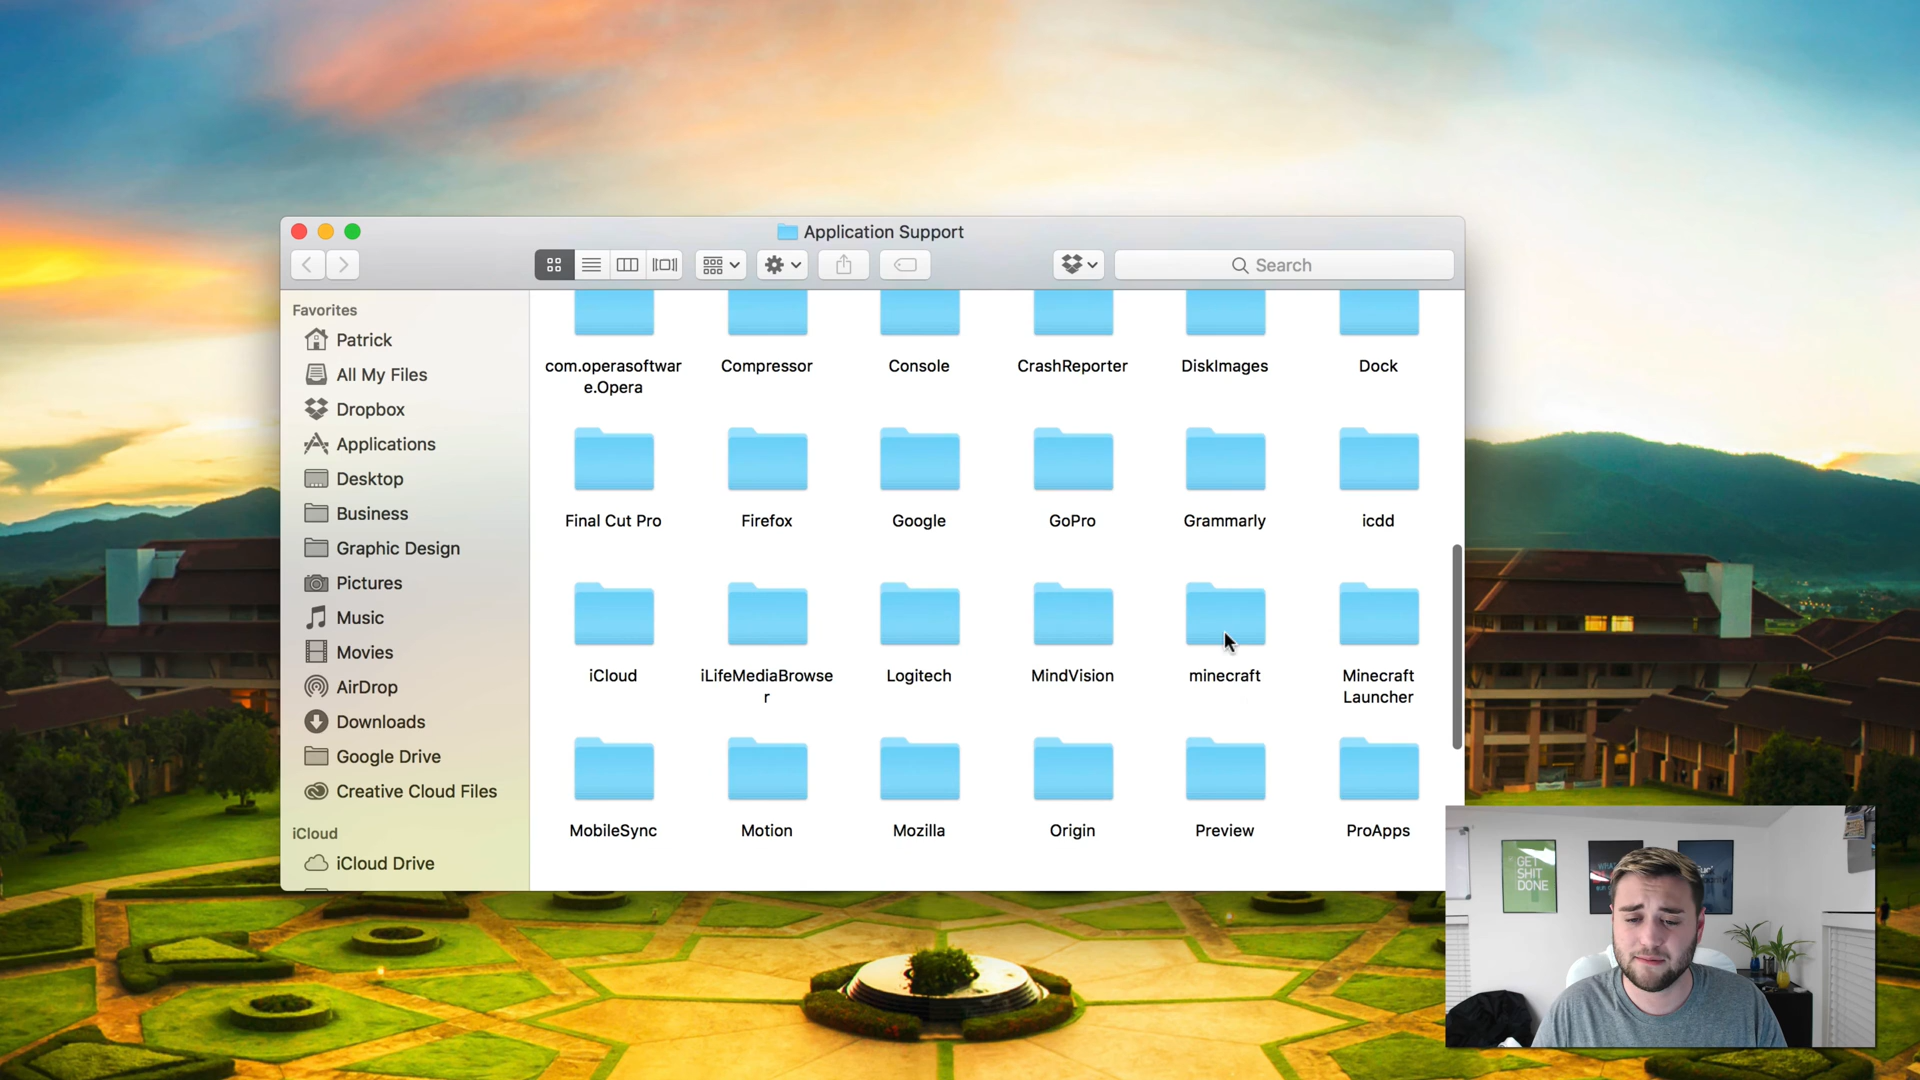 Application Support
Search
Favorites
Patrick
All My Files
Dropbox
Applications
Desktop
Business
Graphic Design
Pictures
Music
Movies
AirDrop
Downloads
Google Drive
Creative Cloud Files
iCloud
iCloud Drive
com.operasoftwar
e.Opera
Compressor
Console
CrashReporter
DiskImages
Dock
Final Cut Pro
Firefox
Google
GoPro
Grammarly
icdd
iCloud
iLifeMediaBrowse
r
Logitech
MindVision
minecraft
Minecraft
Launcher
MobileSync
Motion
Mozilla
Origin
Preview
ProApps
GET
SHIT
DONE